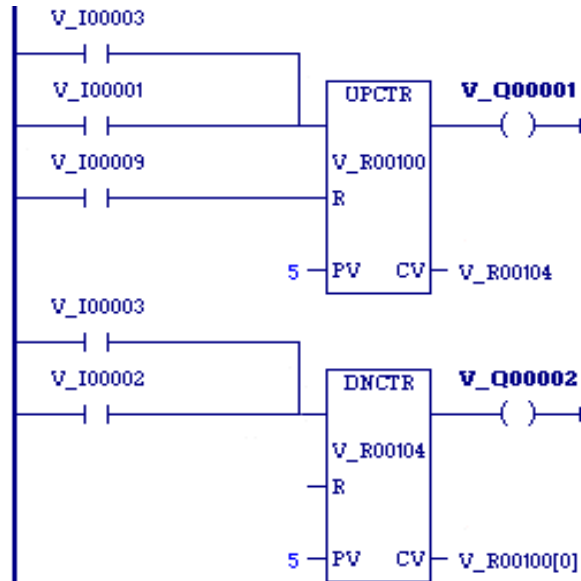 V_I00003
V_I00001 UPCTR V_Q00001
V_I00009 V_R00100
R
5 PV CV V_R00104
V_I00003
V_I00002 DNCTR V_Q00002
V_R00104
R
5 PV CV V_R00100[0]